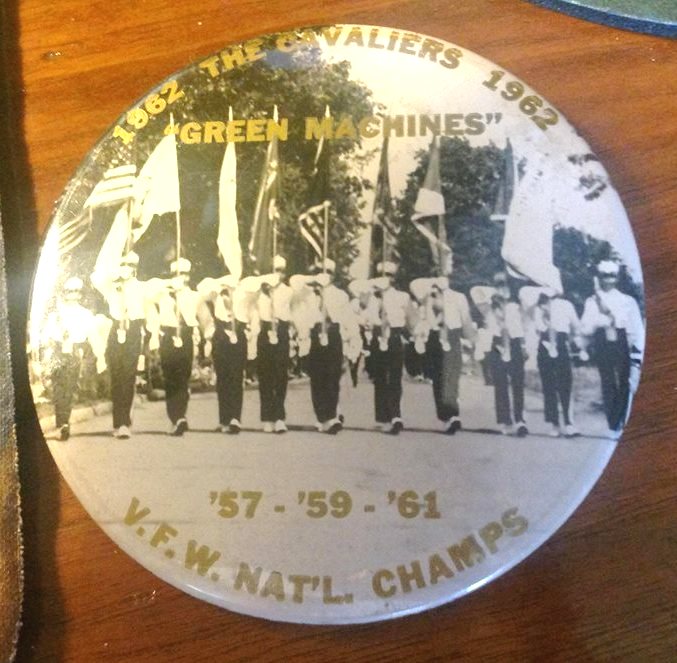 1962 THE CAVALIERS 1962
"GREEN MACHINES"
'57 - '59 - '61
V.F.W. NAT'L. CHAMPS